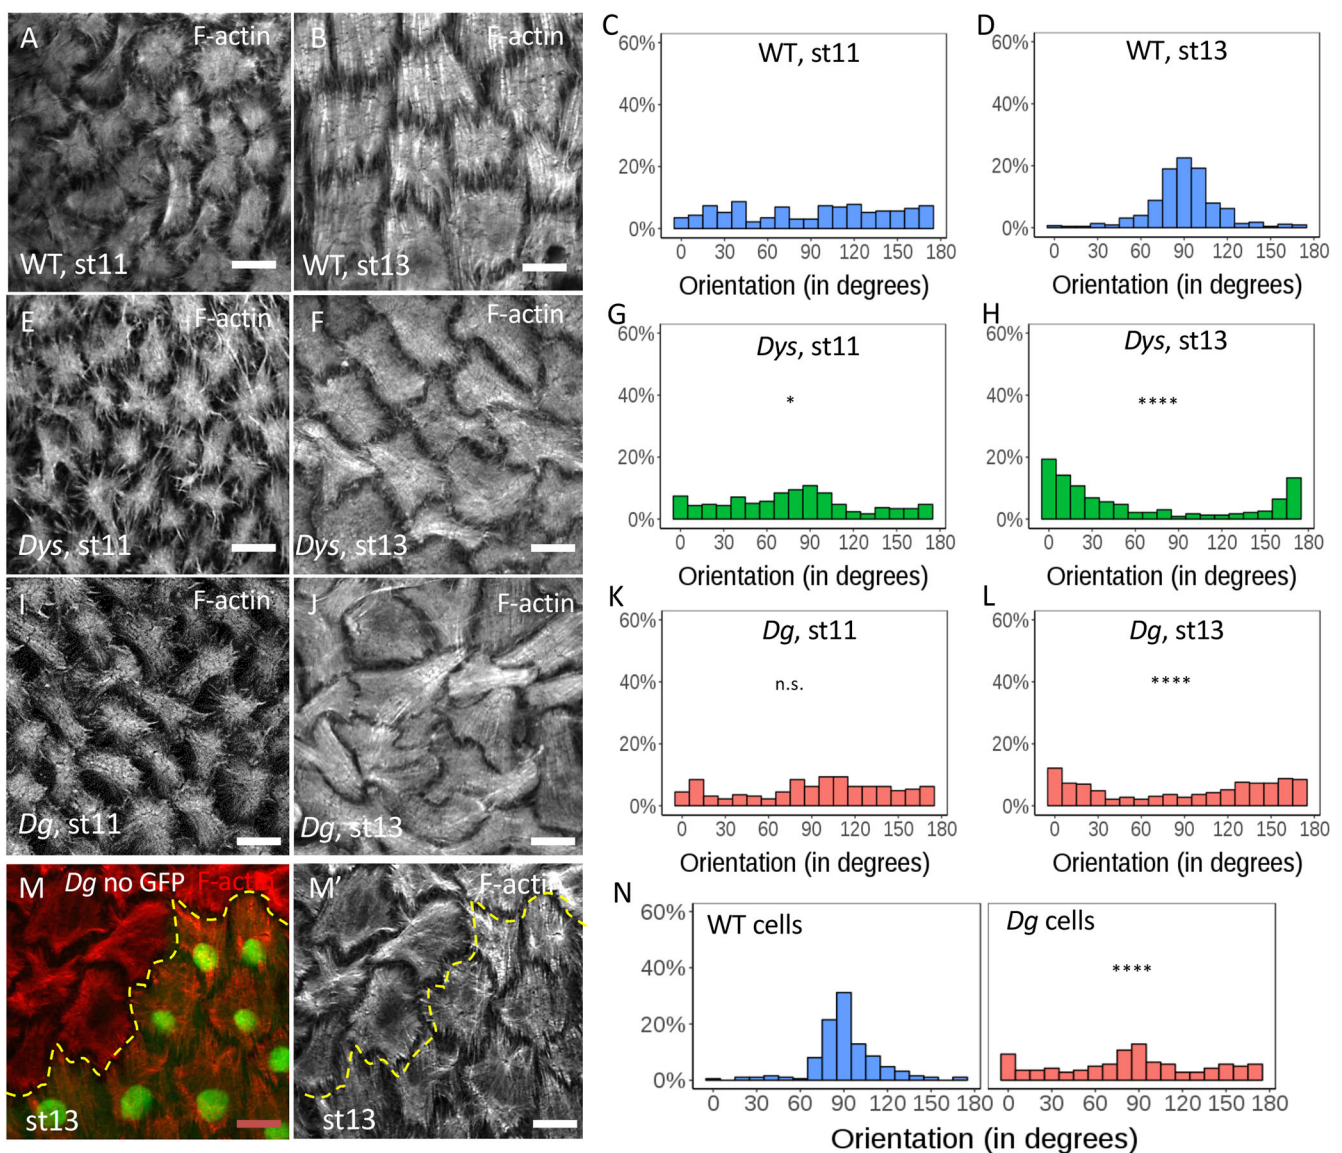 A F-actin
WT, st11
B F-actin
WT, st13
C
WT, st11
60%
40%
20%
0%
0 30 60 90 120 150 180
Orientation (in degrees)
D
WT, st13
60%
40%
20%
0%
0 30 60 90 120 150 180
Orientation (in degrees)
E F-actin
Dys, st11
F F-actin
Dys, st13
G
Dys, st11
*
60%
40%
20%
0%
0 30 60 90 120 150 180
Orientation (in degrees)
H
Dys, st13
****
60%
40%
20%
0%
0 30 60 90 120 150 180
Orientation (in degrees)
I F-actin
Dg, st11
J F-actin
Dg, st13
K
Dg, st11
n.s.
60%
40%
20%
0%
0 30 60 90 120 150 180
Orientation (in degrees)
L
Dg, st13
****
60%
40%
20%
0%
0 30 60 90 120 150 180
Orientation (in degrees)
M Dg no GFP F-actin
st13
M' F-actin
st13
N
WT cells
60%
40%
20%
0%
0 30 60 90 120 150 180
Dg cells
****
0 30 60 90 120 150 180
Orientation (in degrees)